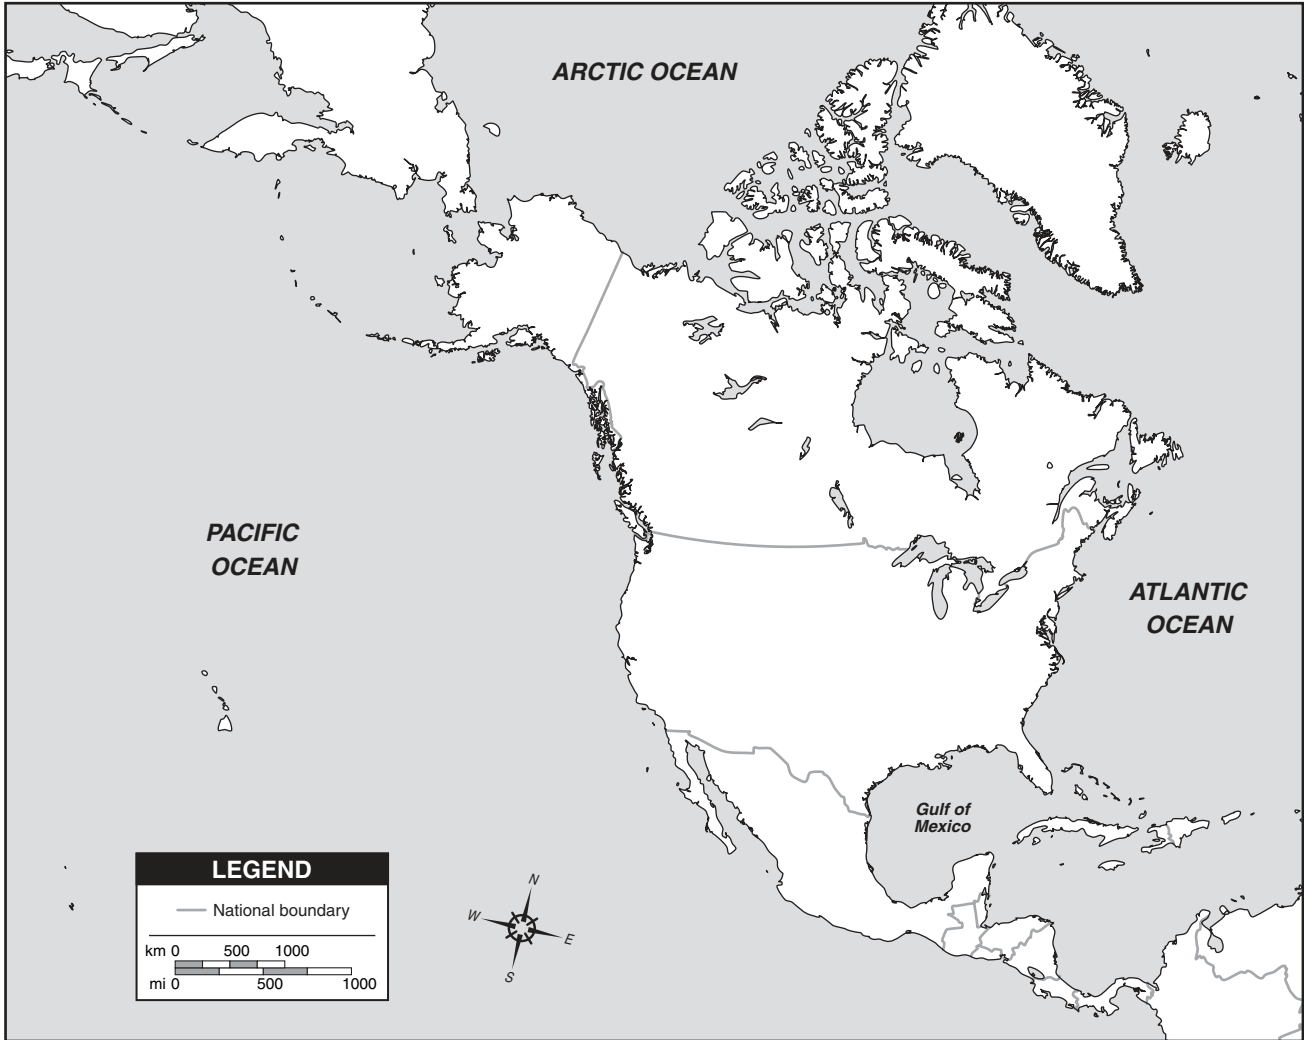 ARCTIC OCEAN
PACIFIC
OCEAN
ATLANTIC
OCEAN
Gulf of
Mexico
LEGEND
National boundary
km 0 500 1000
mi 0 500 1000
N
W
E
S